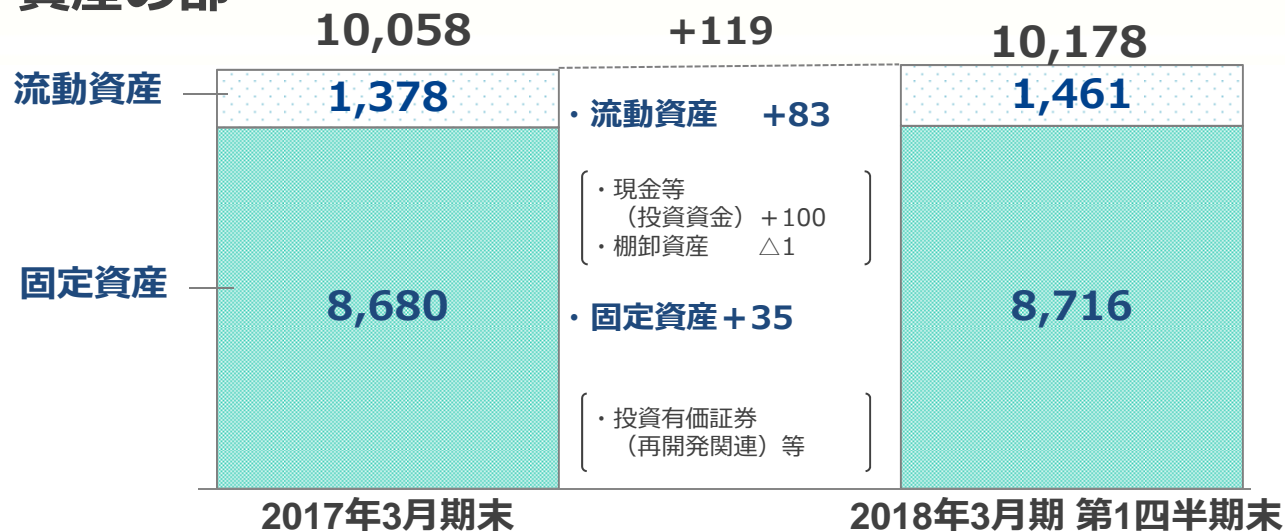 資産の部
10,058
+119
10,178
流動資産
1,378
・流動資産 +83
1,461
・現金等
（投資資金）＋100
・棚卸資産 △1
固定資産
8,680
・固定資産＋35
8,716
・投資有価証券
（再開発関連）等
2017年3月期末
2018年3月期 第1四半期末